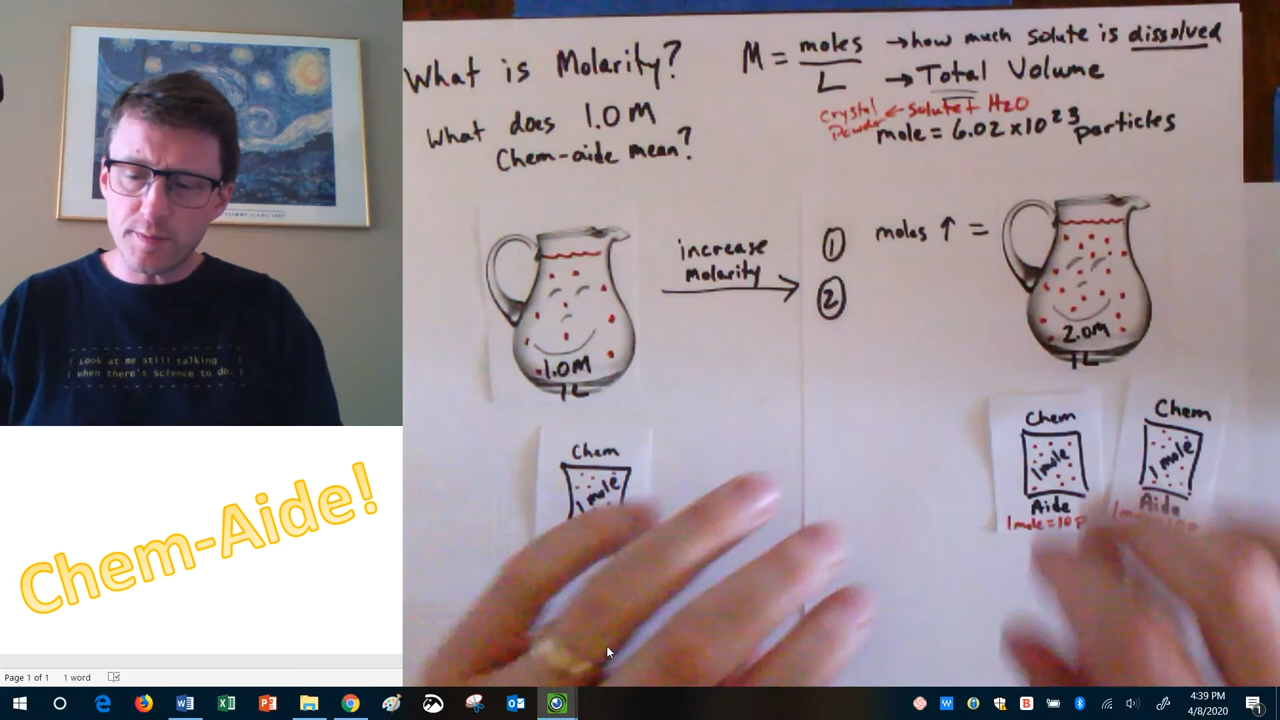 What is Molarity?
What does 1.0 M
Chem-aide mean?
M = moles → how much solute is dissolved
L → Total Volume
crystal ← solute + H2O
Powder
mole = 6.02 x 10 23 particles
increase
Molarity
①
②
moles ↑ =
1.0M
1L
2.0M
1L
Chem
1 mole
Chem
1 mole
Aide
1 mole = 10 p
Chem
1 mole
Aide
Look at me still talking
when there's Science to do.
Chem-Aide!
Page 1 of 1
1 word
4:39 PM
4/8/2020